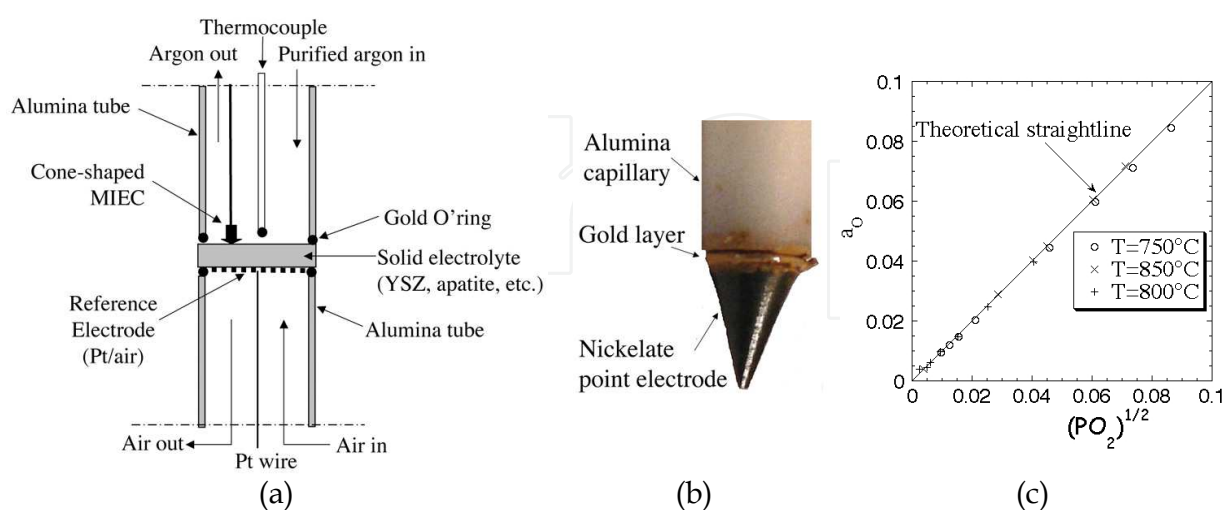 Thermocouple
Argon out
Purified argon in
Alumina tube
Cone-shaped
MIEC
Gold O'ring
Solid electrolyte
(YSZ, apatite, etc.)
Reference
Electrode
(Pt/air)
Alumina tube
Air out
Air in
Pt wire
(a)
Alumina
capillary
Gold layer
Nickelate
point electrode
(b)
0.1
0.08
0.06
0.04
0.02
0
a_O
Theoretical straightline
T=750°C
T=850°C
T=800°C
0 0.02 0.04 0.06 0.08 0.1
(PO₂)^1/2
(c)